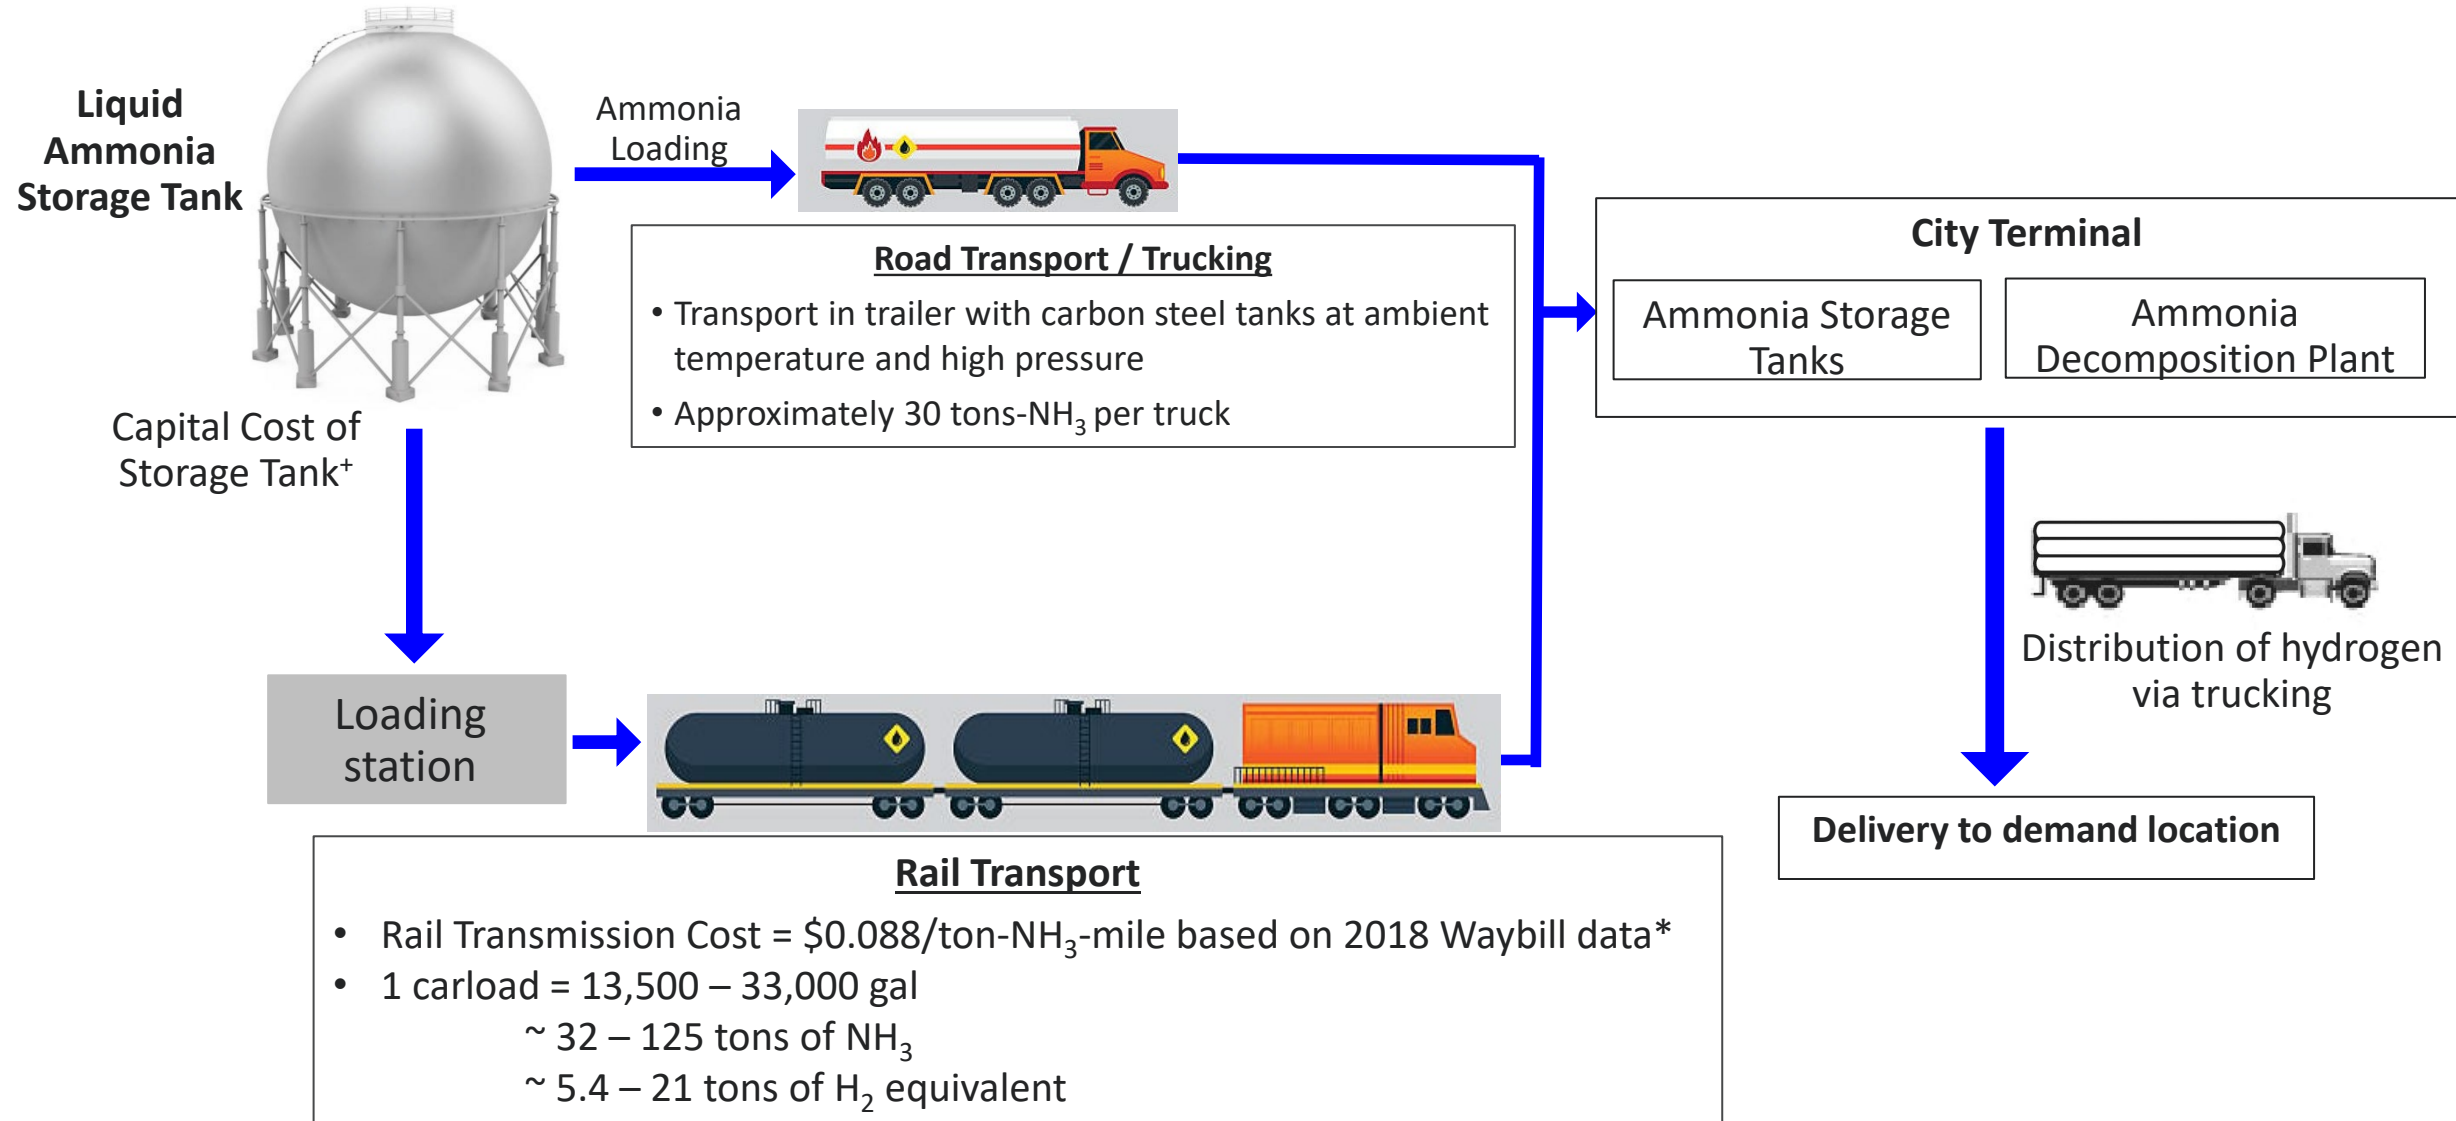 Liquid
Ammonia
Storage Tank
Ammonia
Loading
Road Transport / Trucking
• Transport in trailer with carbon steel tanks at ambient
temperature and high pressure
• Approximately 30 tons-NH₃ per truck
City Terminal
Ammonia Storage
Tanks
Ammonia
Decomposition Plant
Capital Cost of
Storage Tank⁺
Distribution of hydrogen
via trucking
Loading
station
Delivery to demand location
Rail Transport
• Rail Transmission Cost = $0.088/ton-NH₃-mile based on 2018 Waybill data*
• 1 carload = 13,500 – 33,000 gal
~ 32 – 125 tons of NH₃
~ 5.4 – 21 tons of H₂ equivalent